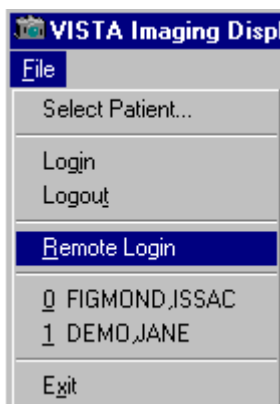 VISTA Imaging Displ
File
Select Patient...
Login
Logout
Remote Login
0 FIGMOND,ISSAC
1 DEMO,JANE
Exit